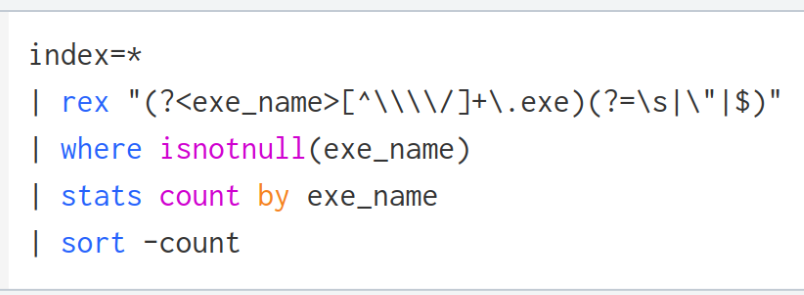 index=*
| rex "(?<exe_name>[^\\\\/]+\.exe)(?=\s|\"|$)"
| where isnotnull(exe_name)
| stats count by exe_name
| sort -count